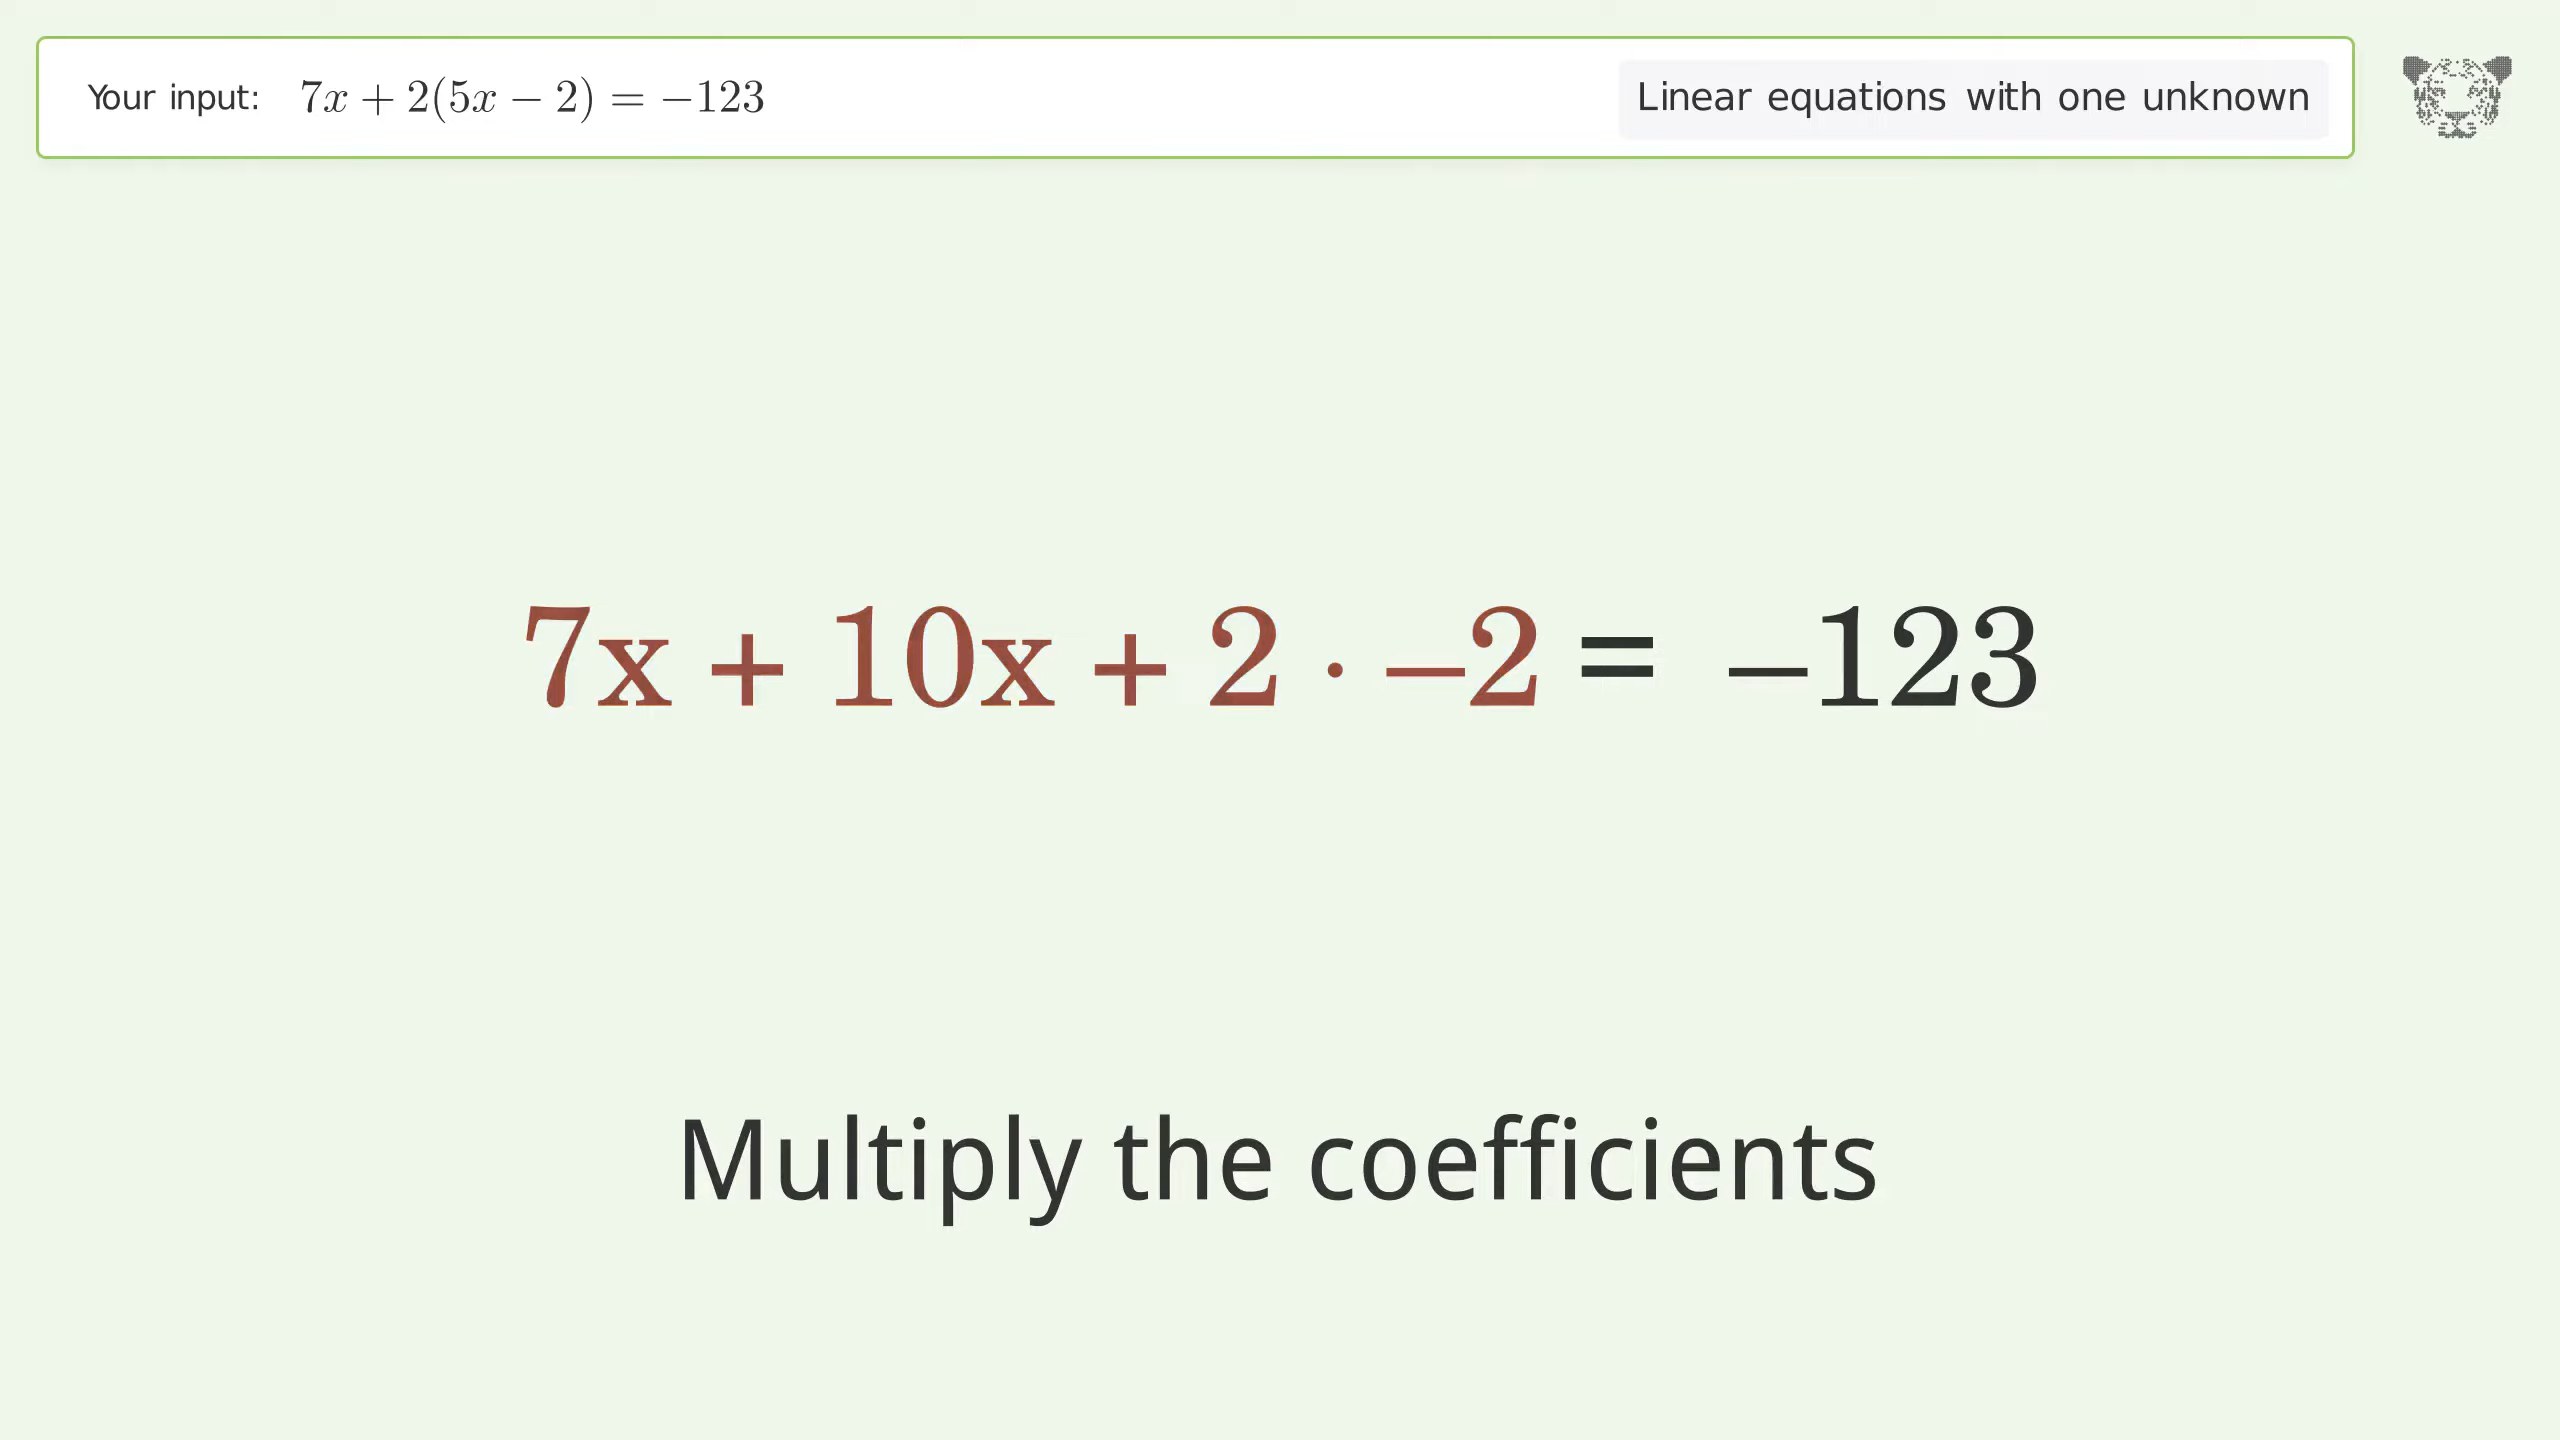 Your input: 7x + 2(5x − 2) = −123
Linear equations with one unknown
7x + 10x + 2 · −2 = −123
Multiply the coefficients